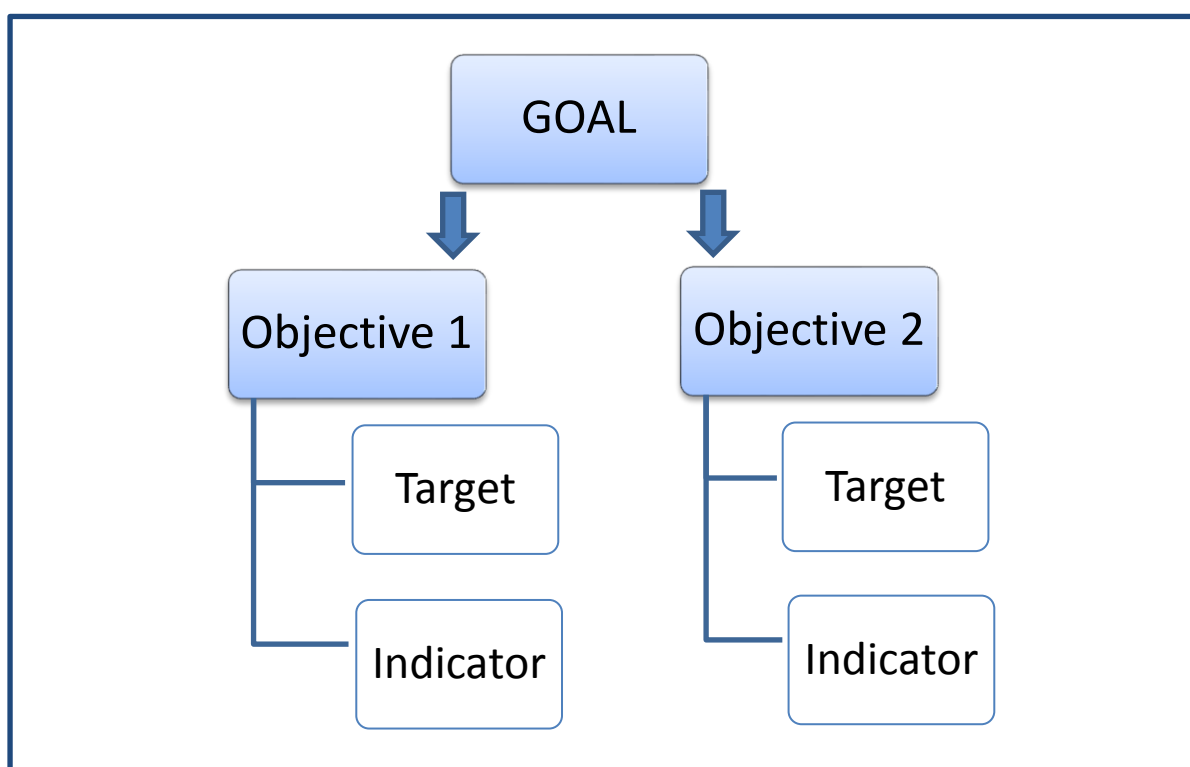 GOAL
Objective 1
Objective 2
Target
Target
Indicator
Indicator